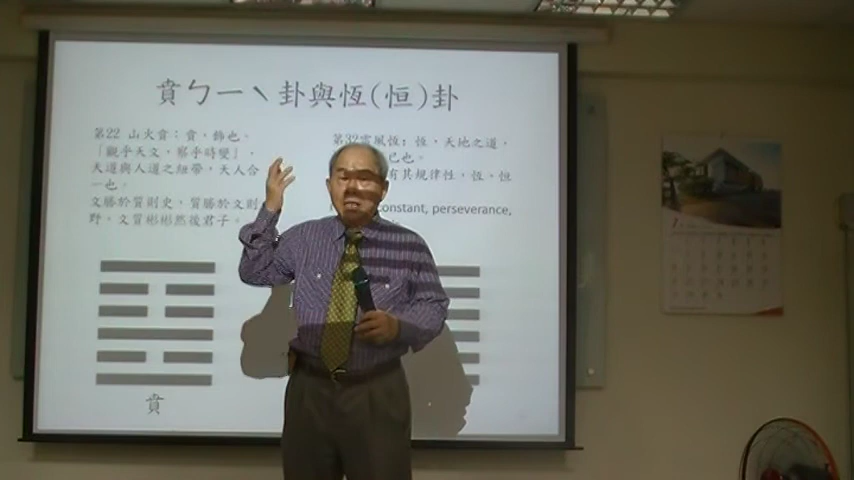 賁ㄅㄧˋ卦與恆(恒)卦
第22 山火賁：賁，飾也。
「觀乎天文，察乎時變」，
天道與人道之紐帶，天人合
一也。
文勝於質則史，質勝於文則
野，文質彬彬然後君子。
第32雷風恆：恆，天地之道，
已也。
有其規律性，恆、恒
constant, perseverance,
賁